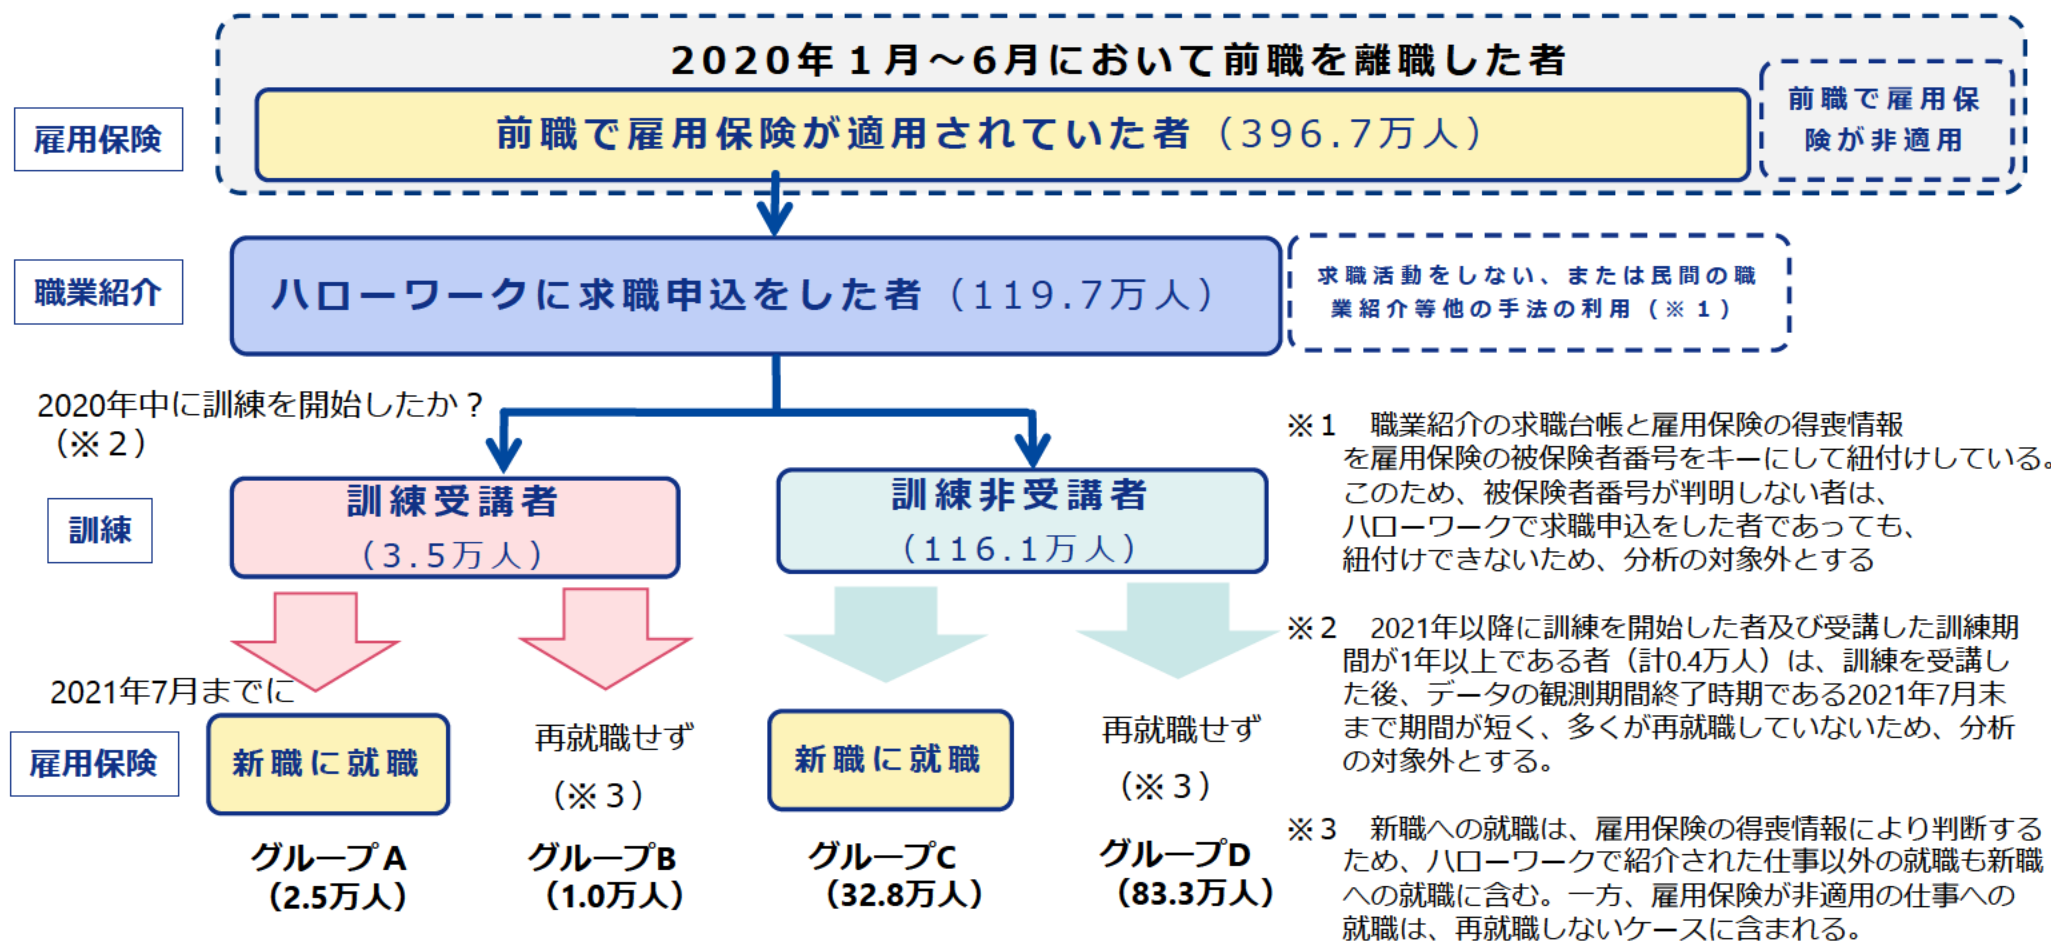 2020年１月～6月において前職を離職した者
雇用保険
前職で雇用保険が適用されていた者（396.7万人）
前職で雇用保
険が非適用
職業紹介
ハローワークに求職申込をした者（119.7万人）
求職活動をしない、または民間の職
業紹介等他の手法の利用（※１）
2020年中に訓練を開始したか？
（※２）
訓練
訓練受講者
（3.5万人）
訓練非受講者
（116.1万人）
2021年7月までに
雇用保険
新職に就職
再就職せず
（※３）
新職に就職
再就職せず
（※３）
グループA
（2.5万人）
グループB
（1.0万人）
グループC
（32.8万人）
グループD
（83.3万人）
※１　職業紹介の求職台帳と雇用保険の得喪情報
を雇用保険の被保険者番号をキーにして紐付けしている。
このため、被保険者番号が判明しない者は、
ハローワークで求職申込をした者であっても、
紐付けできないため、分析の対象外とする
※２　2021年以降に訓練を開始した者及び受講した訓練期
間が1年以上である者（計0.4万人）は、訓練を受講し
た後、データの観測期間終了時期である2021年7月末
まで期間が短く、多くが再就職していないため、分析
の対象外とする。
※３　新職への就職は、雇用保険の得喪情報により判断する
ため、ハローワークで紹介された仕事以外の就職も新職
への就職に含む。一方、雇用保険が非適用の仕事への
就職は、再就職しないケースに含まれる。